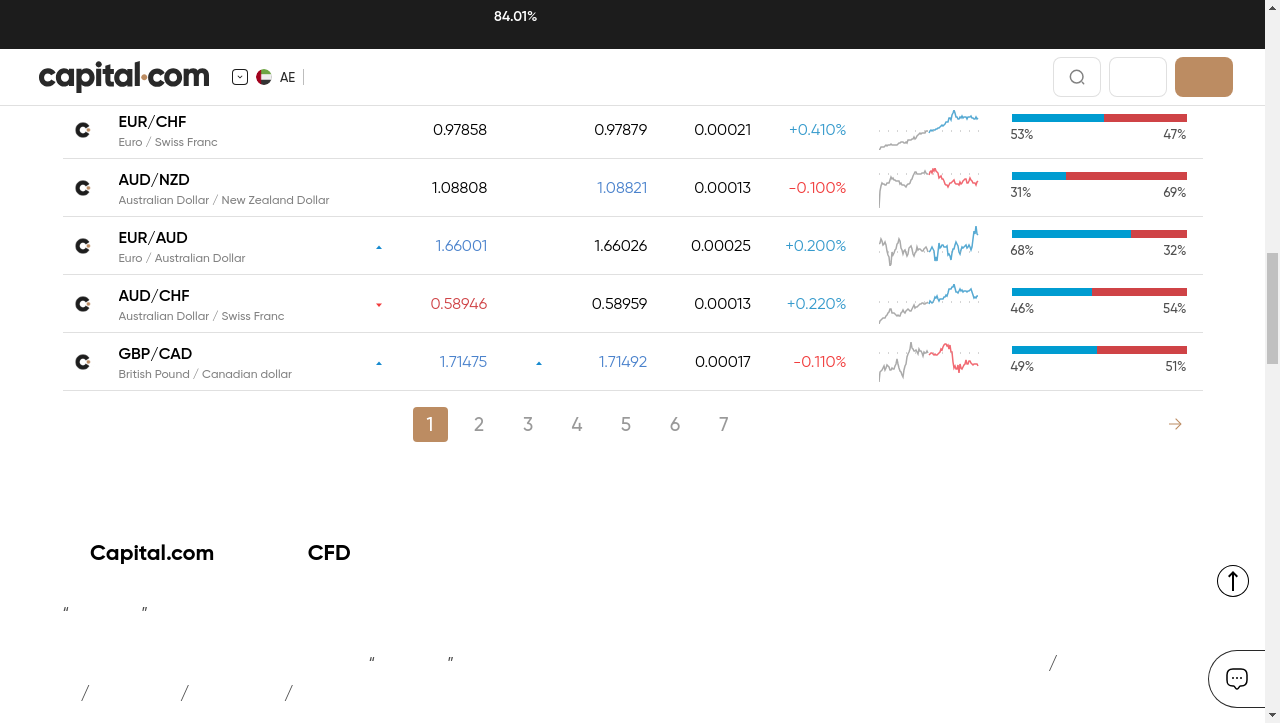 84.01%
capital.com AE
EUR/CHF 0.97858 0.97879 0.00021 +0.410%
Euro / Swiss Franc 53% 47%
AUD/NZD 1.08808 1.08821 0.00013 -0.100%
Australian Dollar / New Zealand Dollar 31% 69%
EUR/AUD 1.66001 1.66026 0.00025 +0.200%
Euro / Australian Dollar 68% 32%
AUD/CHF 0.58946 0.58959 0.00013 +0.220%
Australian Dollar / Swiss Franc 46% 54%
GBP/CAD 1.71475 1.71492 0.00017 -0.110%
British Pound / Canadian dollar 49% 51%
1 2 3 4 5 6 7
Capital.com CFD
“ ”
“ ” /
/ / /